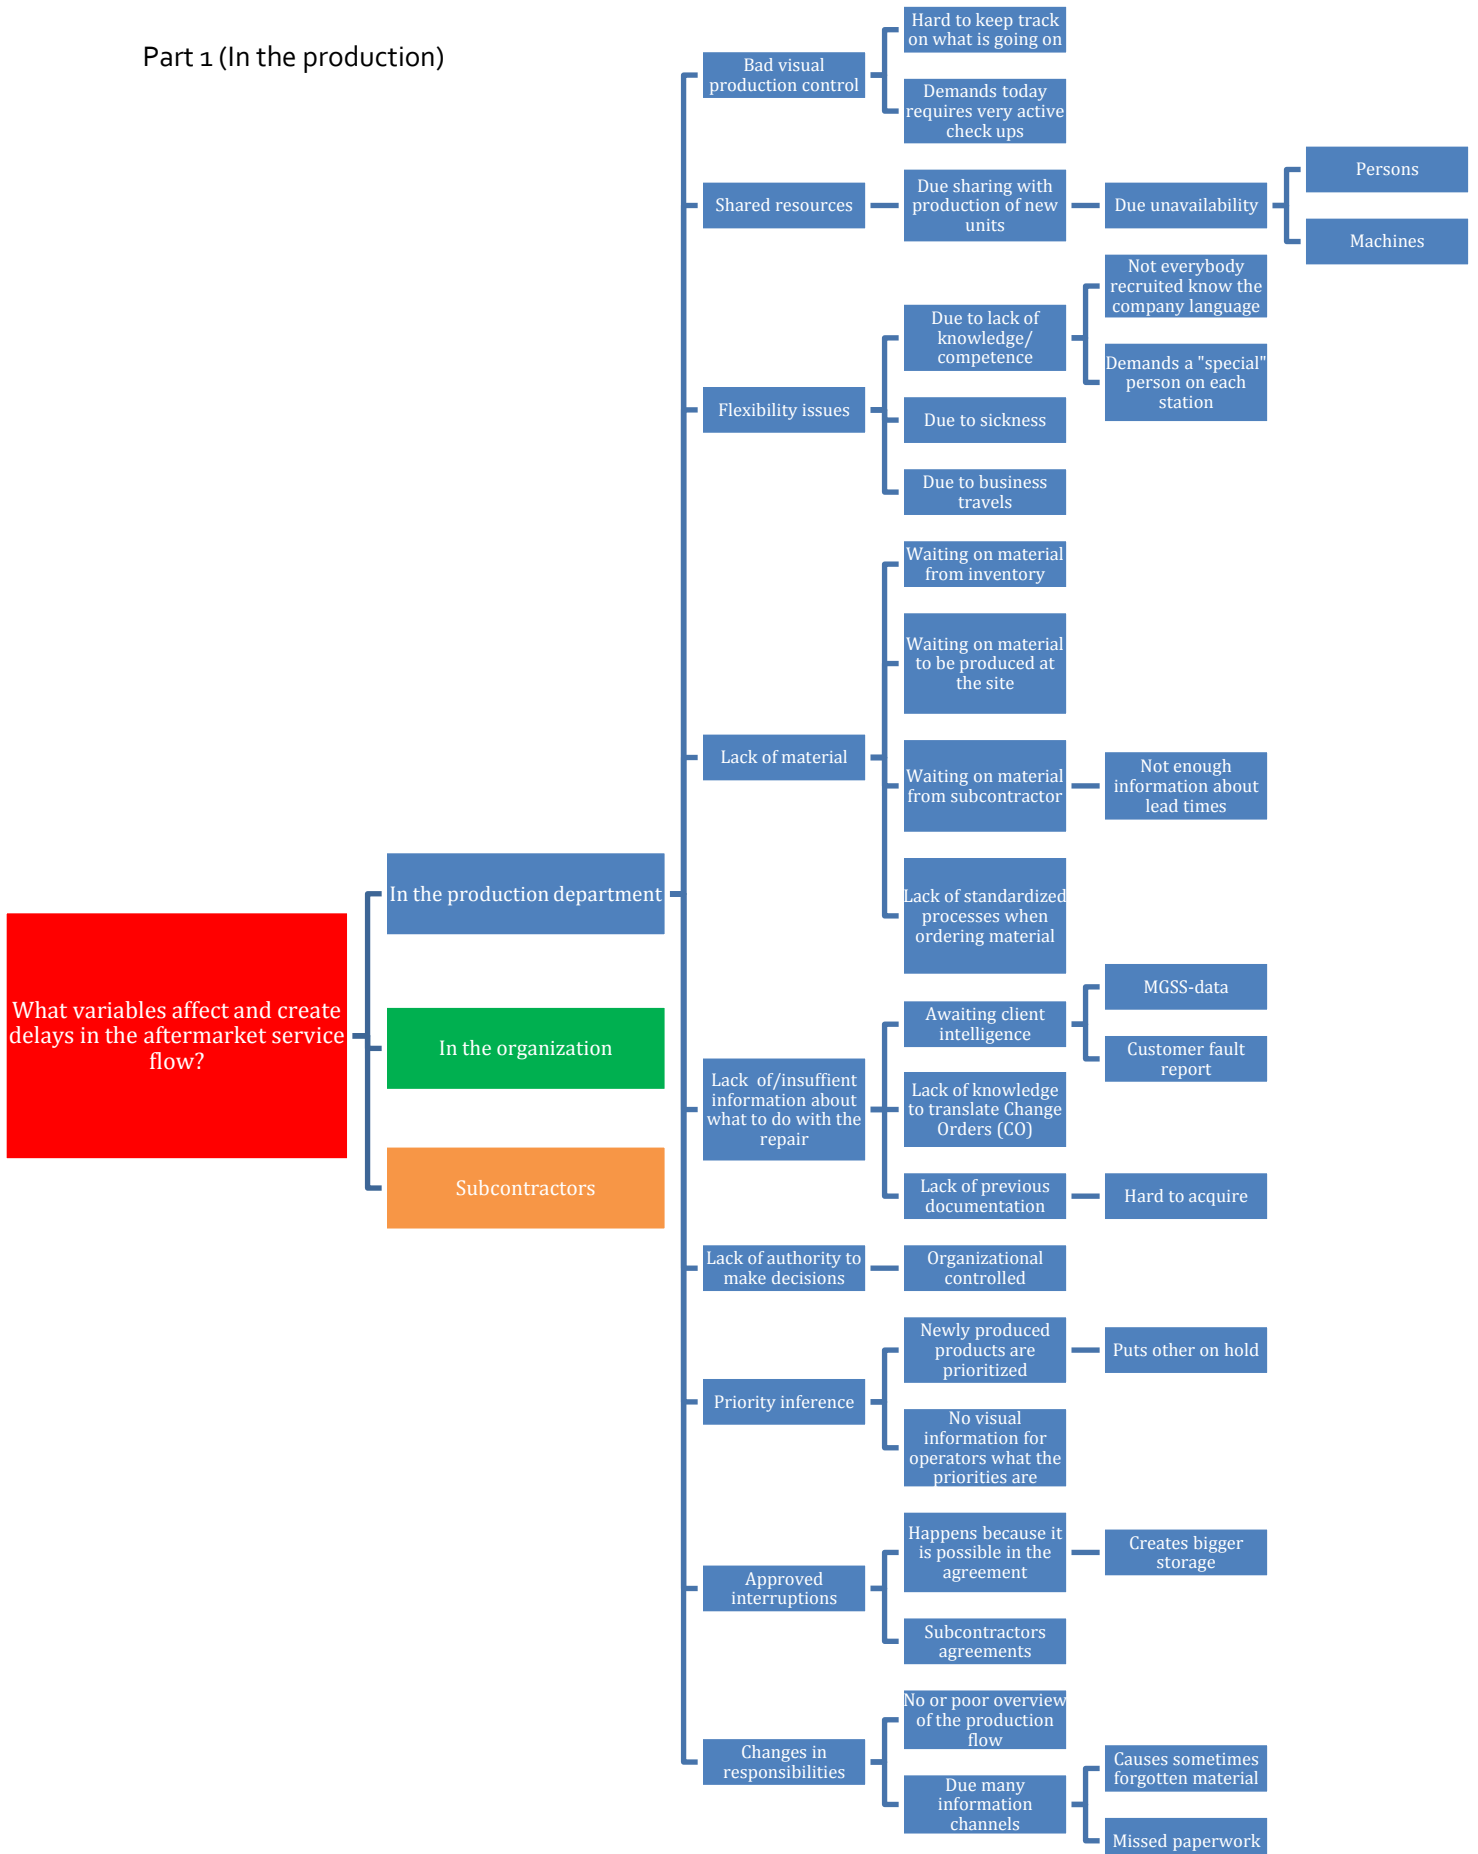 Part 1 (In the production)
What variables affect and create
delays in the aftermarket service
flow?
In the production department
In the organization
Subcontractors
Bad visual
production control
Hard to keep track
on what is going on
Demands today
requires very active
check ups
Shared resources
Due sharing with
production of new
units
Due unavailability
Persons
Machines
Flexibility issues
Due to lack of
knowledge/
competence
Not everybody
recruited know the
company language
Demands a "special"
person on each
station
Due to sickness
Due to business
travels
Lack of material
Waiting on material
from inventory
Waiting on material
to be produced at
the site
Waiting on material
from subcontractor
Not enough
information about
lead times
Lack of standardized
processes when
ordering material
Lack of/insuffient
information about
what to do with the
repair
Awaiting client
intelligence
MGSS-data
Customer fault
report
Lack of knowledge
to translate Change
Orders (CO)
Lack of previous
documentation
Hard to acquire
Lack of authority to
make decisions
Organizational
controlled
Priority inference
Newly produced
products are
prioritized
Puts other on hold
No visual
information for
operators what the
priorities are
Approved
interruptions
Happens because it
is possible in the
agreement
Creates bigger
storage
Subcontractors
agreements
Changes in
responsibilities
No or poor overview
of the production
flow
Due many
information
channels
Causes sometimes
forgotten material
Missed paperwork